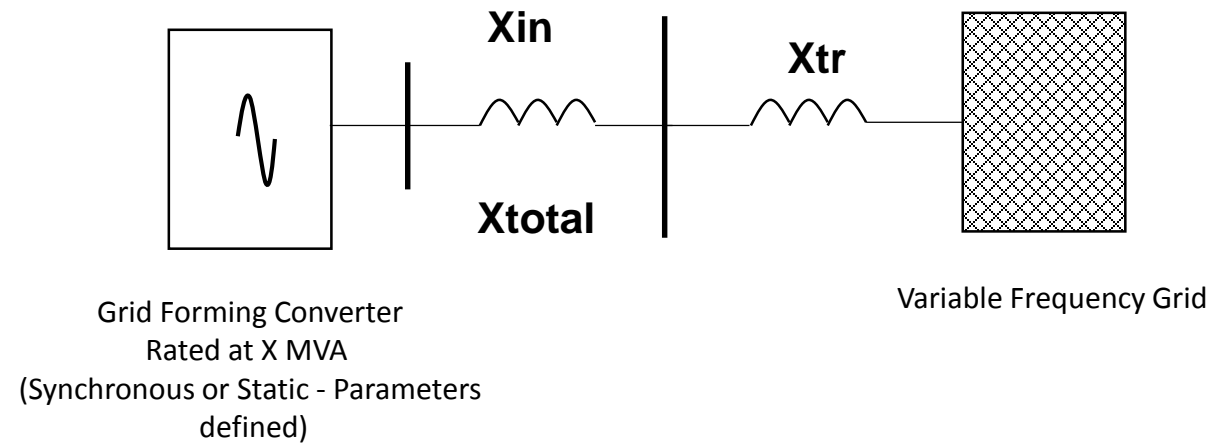 Xin
Xtr
Xtotal
Grid Forming Converter
Rated at X MVA
(Synchronous or Static - Parameters
defined)
Variable Frequency Grid